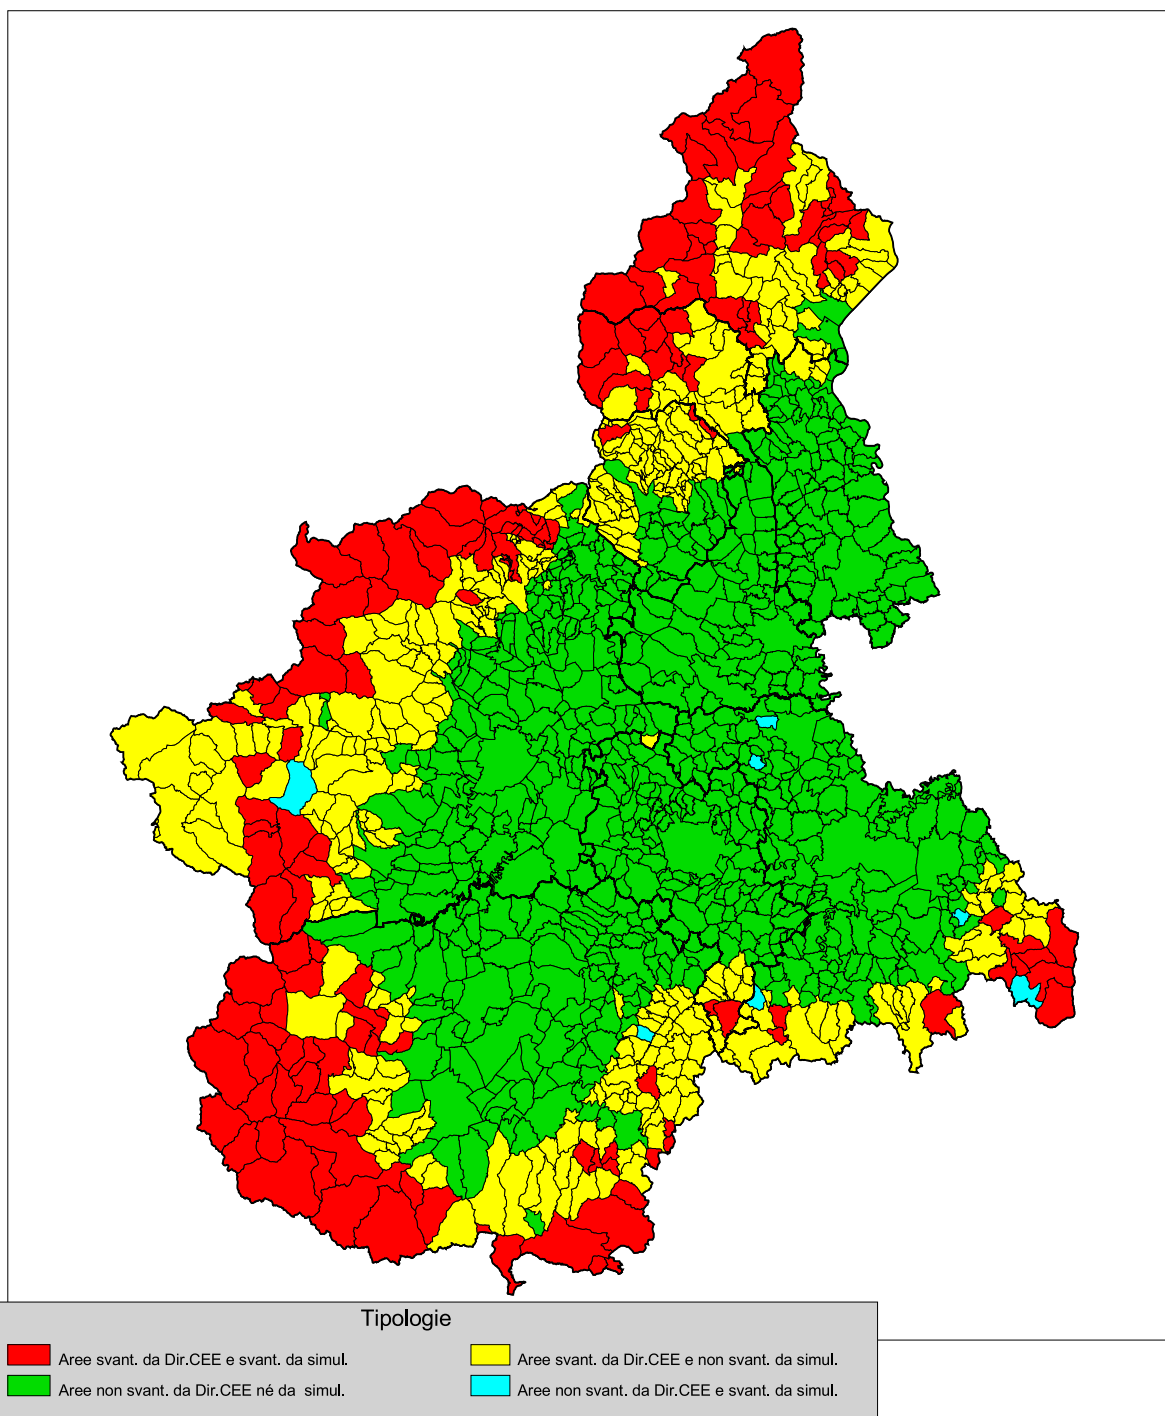 Tipologie
Aree svant. da Dir.CEE e svant. da simul.
Aree svant. da Dir.CEE e non svant. da simul.
Aree non svant. da Dir.CEE né da simul.
Aree non svant. da Dir.CEE e svant. da simul.